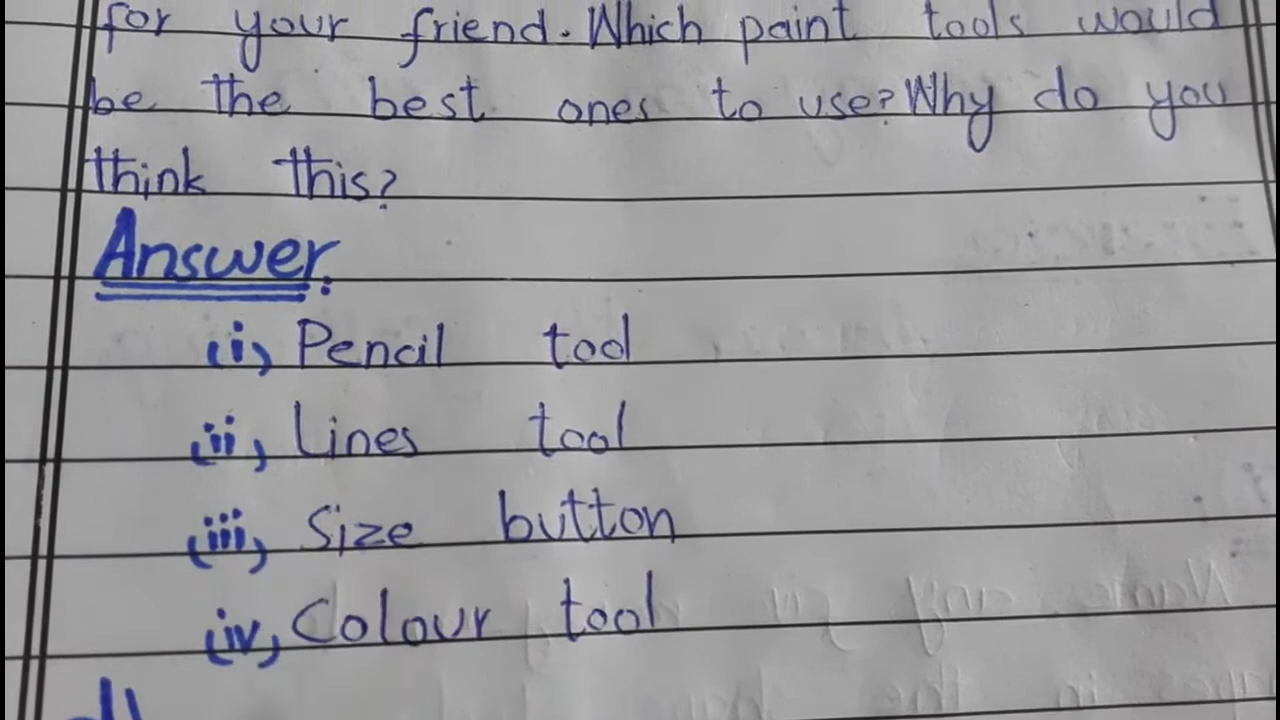 for your friend. Which paint tools would
be the best ones to use? Why do you
think this?
Answer:
(i) Pencil tool
(ii) Lines tool
(iii) Size button
(iv) Colour tool